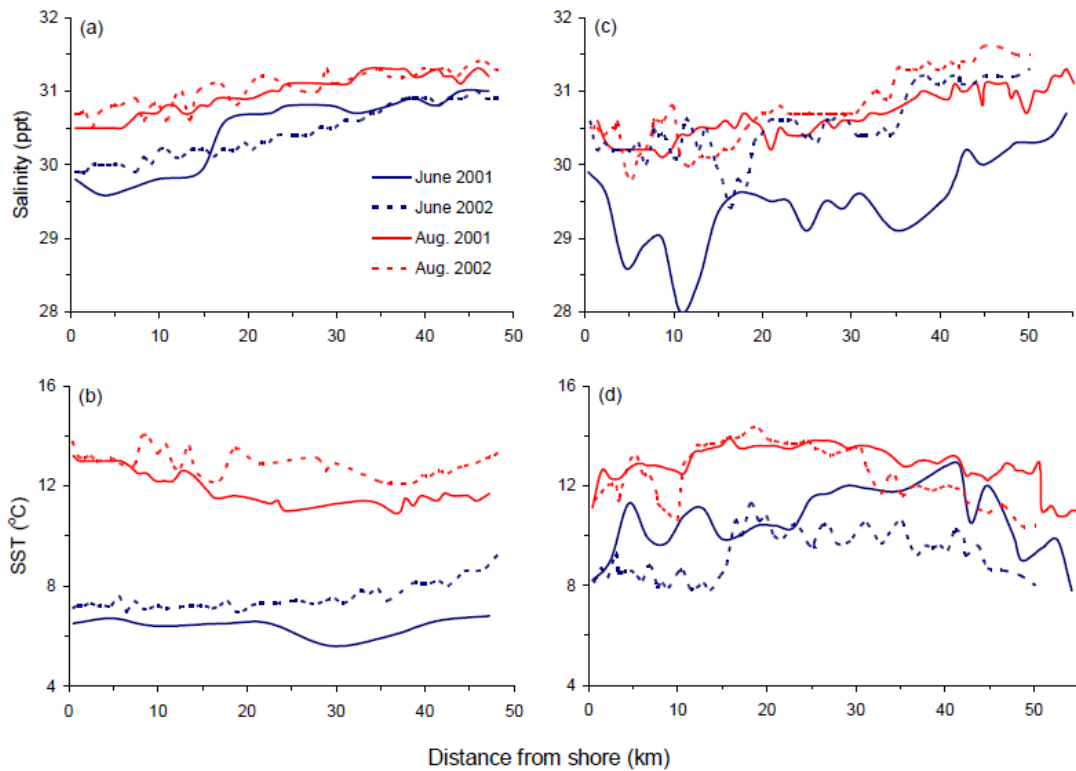 (a)
32
31
30
29
28
Salinity (ppt)
0 10 20 30 40 50
June 2001
June 2002
Aug. 2001
Aug. 2002
(c)
32
31
30
29
28
0 10 20 30 40 50
(b)
16
12
8
4
SST (°C)
0 10 20 30 40 50
(d)
16
12
8
4
0 10 20 30 40 50
Distance from shore (km)